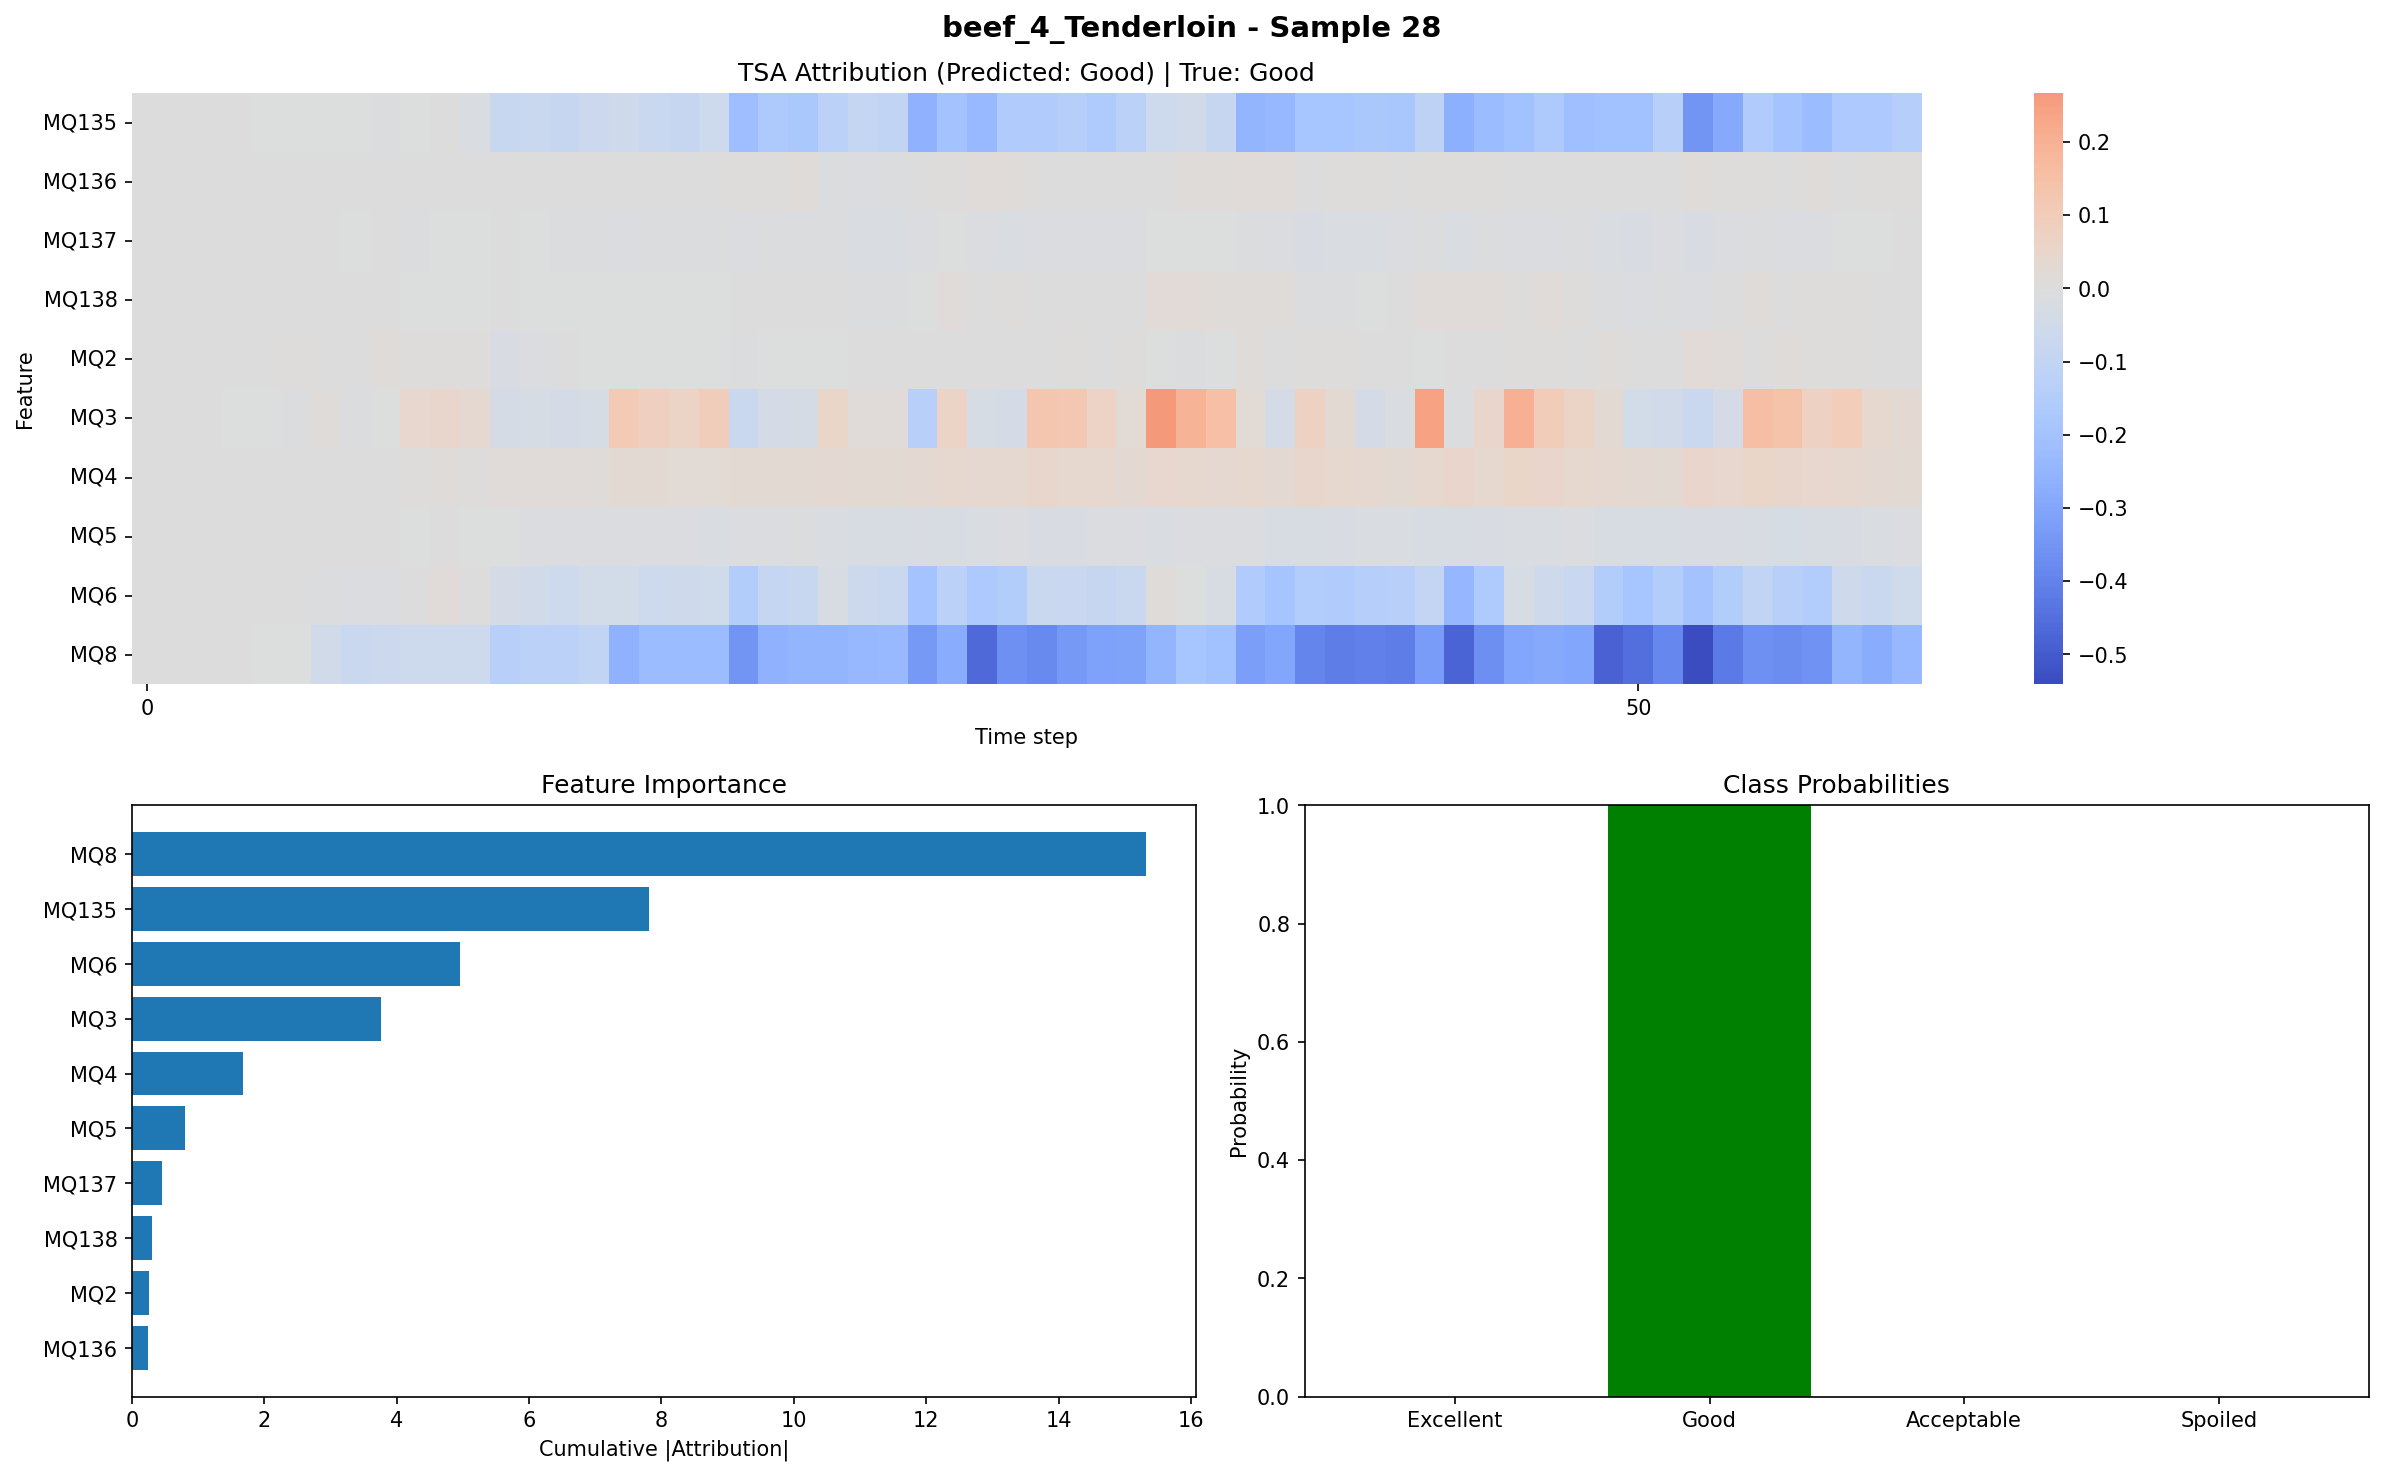 beef_4_Tenderloin - Sample 28
TSA Attribution (Predicted: Good) | True: Good
Feature
MQ135
MQ136
MQ137
MQ138
MQ2
MQ3
MQ4
MQ5
MQ6
MQ8
0
50
Time step
0.2
0.1
0.0
−0.1
−0.2
−0.3
−0.4
−0.5
Feature Importance
MQ8
MQ135
MQ6
MQ3
MQ4
MQ5
MQ137
MQ138
MQ2
MQ136
0 2 4 6 8 10 12 14 16
Cumulative |Attribution|
Class Probabilities
Probability
1.0
0.8
0.6
0.4
0.2
0.0
Excellent Good Acceptable Spoiled